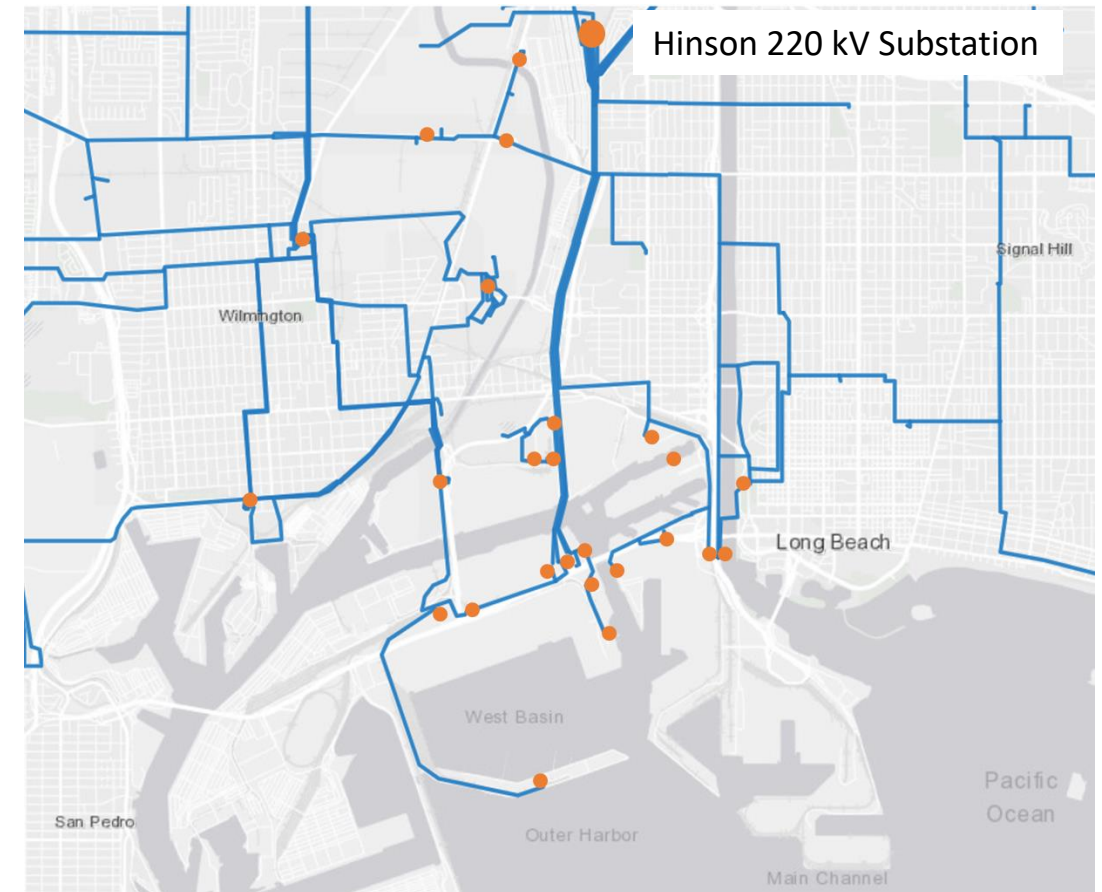 Hinson 220 kV Substation
Signal Hill
Wilmington
Long Beach
West Basin
Pacific
Ocean
San Pedro
Outer Harbor
Main Channel